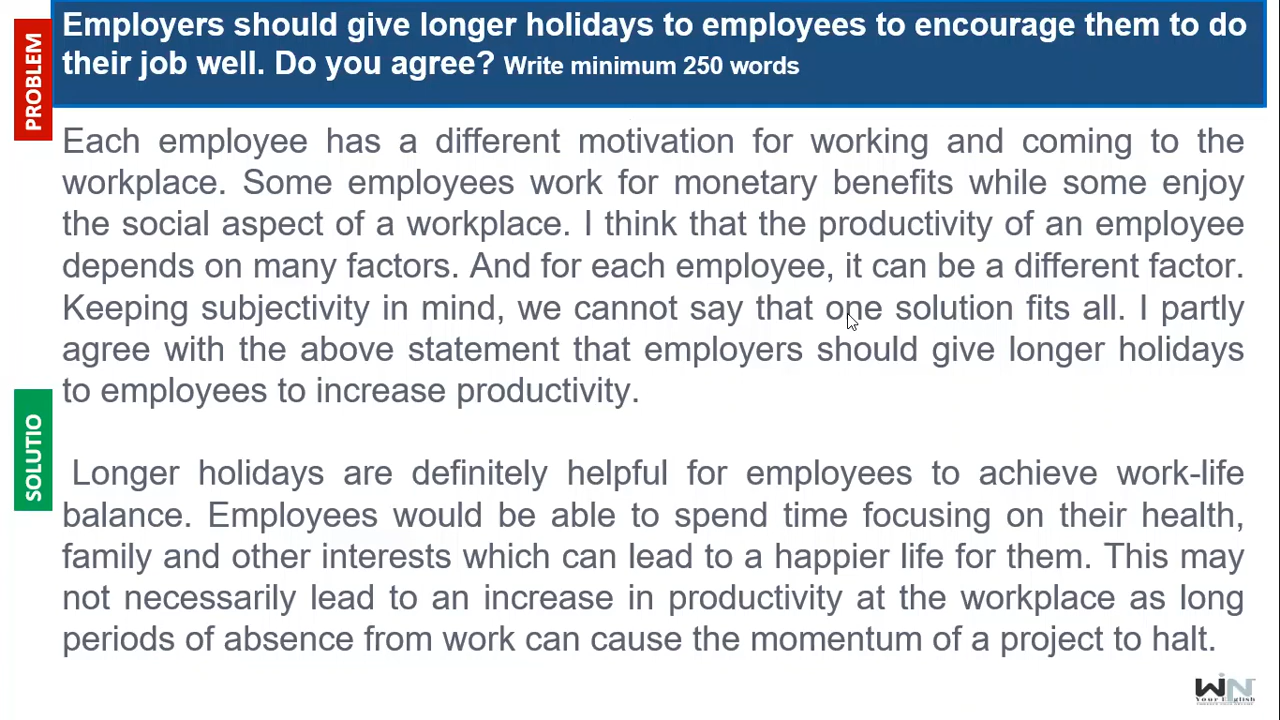 PROBLEM
Employers should give longer holidays to employees to encourage them to do
their job well. Do you agree? Write minimum 250 words
Each employee has a different motivation for working and coming to the
workplace. Some employees work for monetary benefits while some enjoy
the social aspect of a workplace. I think that the productivity of an employee
depends on many factors. And for each employee, it can be a different factor.
Keeping subjectivity in mind, we cannot say that one solution fits all. I partly
agree with the above statement that employers should give longer holidays
to employees to increase productivity.
SOLUTIO
Longer holidays are definitely helpful for employees to achieve work-life
balance. Employees would be able to spend time focusing on their health,
family and other interests which can lead to a happier life for them. This may
not necessarily lead to an increase in productivity at the workplace as long
periods of absence from work can cause the momentum of a project to halt.
WiN
Your English